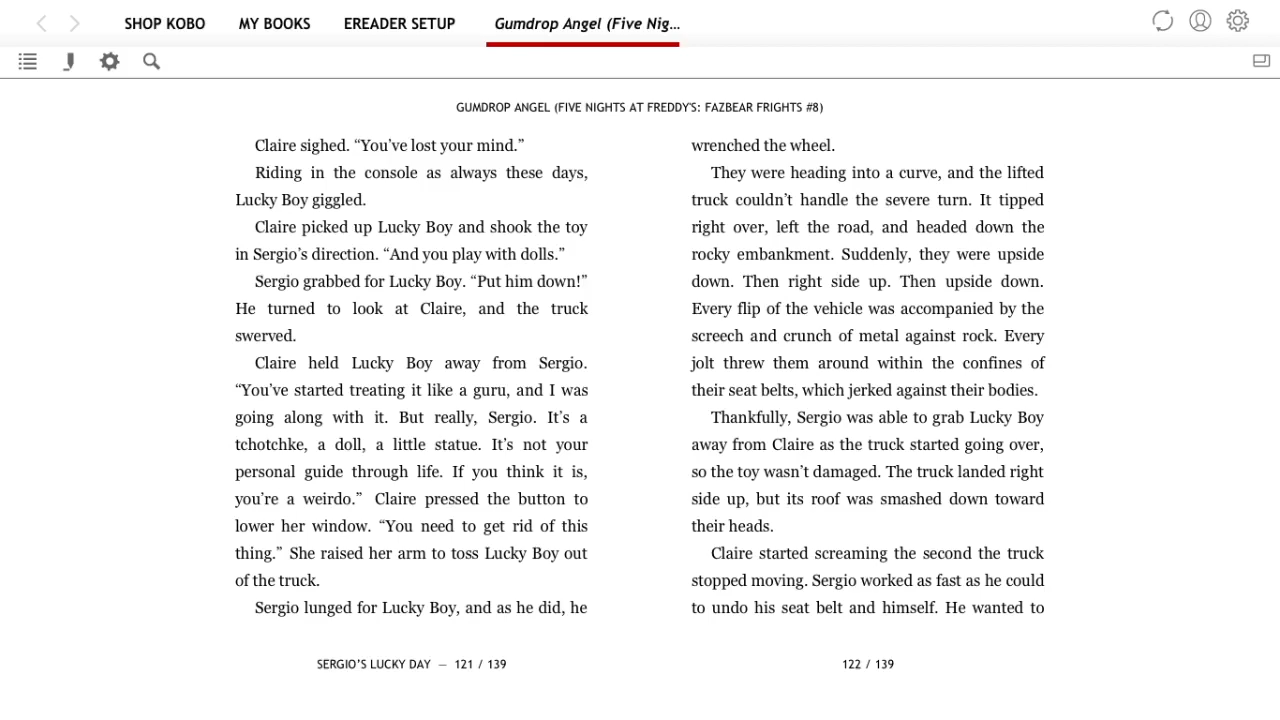 SHOP KOBO MY BOOKS EREADER SETUP Gumdrop Angel (Five Nig...
GUMDROP ANGEL (FIVE NIGHTS AT FREDDY'S: FAZBEAR FRIGHTS #8)
Claire sighed. “You’ve lost your mind.”
Riding in the console as always these days,
Lucky Boy giggled.
Claire picked up Lucky Boy and shook the toy
in Sergio’s direction. “And you play with dolls.”
Sergio grabbed for Lucky Boy. “Put him down!”
He turned to look at Claire, and the truck
swerved.
Claire held Lucky Boy away from Sergio.
“You’ve started treating it like a guru, and I was
going along with it. But really, Sergio. It’s a
tchotchke, a doll, a little statue. It’s not your
personal guide through life. If you think it is,
you’re a weirdo.” Claire pressed the button to
lower her window. “You need to get rid of this
thing.” She raised her arm to toss Lucky Boy out
of the truck.
Sergio lunged for Lucky Boy, and as he did, he
SERGIO’S LUCKY DAY — 121 / 139
wrenched the wheel.
They were heading into a curve, and the lifted
truck couldn’t handle the severe turn. It tipped
right over, left the road, and headed down the
rocky embankment. Suddenly, they were upside
down. Then right side up. Then upside down.
Every flip of the vehicle was accompanied by the
screech and crunch of metal against rock. Every
jolt threw them around within the confines of
their seat belts, which jerked against their bodies.
Thankfully, Sergio was able to grab Lucky Boy
away from Claire as the truck started going over,
so the toy wasn’t damaged. The truck landed right
side up, but its roof was smashed down toward
their heads.
Claire started screaming the second the truck
stopped moving. Sergio worked as fast as he could
to undo his seat belt and himself. He wanted to
122 / 139